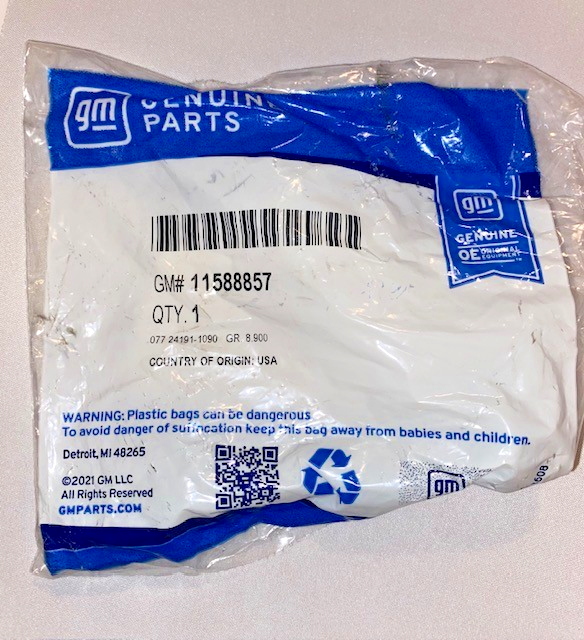 gm
GENUINE
PARTS
gm
GENUINE
OE ORIGINAL
EQUIPMENT
GM# 11588857
QTY. 1
077 24191-1090 GR 8.900
COUNTRY OF ORIGIN: USA
WARNING: Plastic bags can be dangerous
To avoid danger of suffocation keep this bag away from babies and children.
Detroit, MI 48265
©2021 GM LLC
All Rights Reserved
GMPARTS.COM
gm